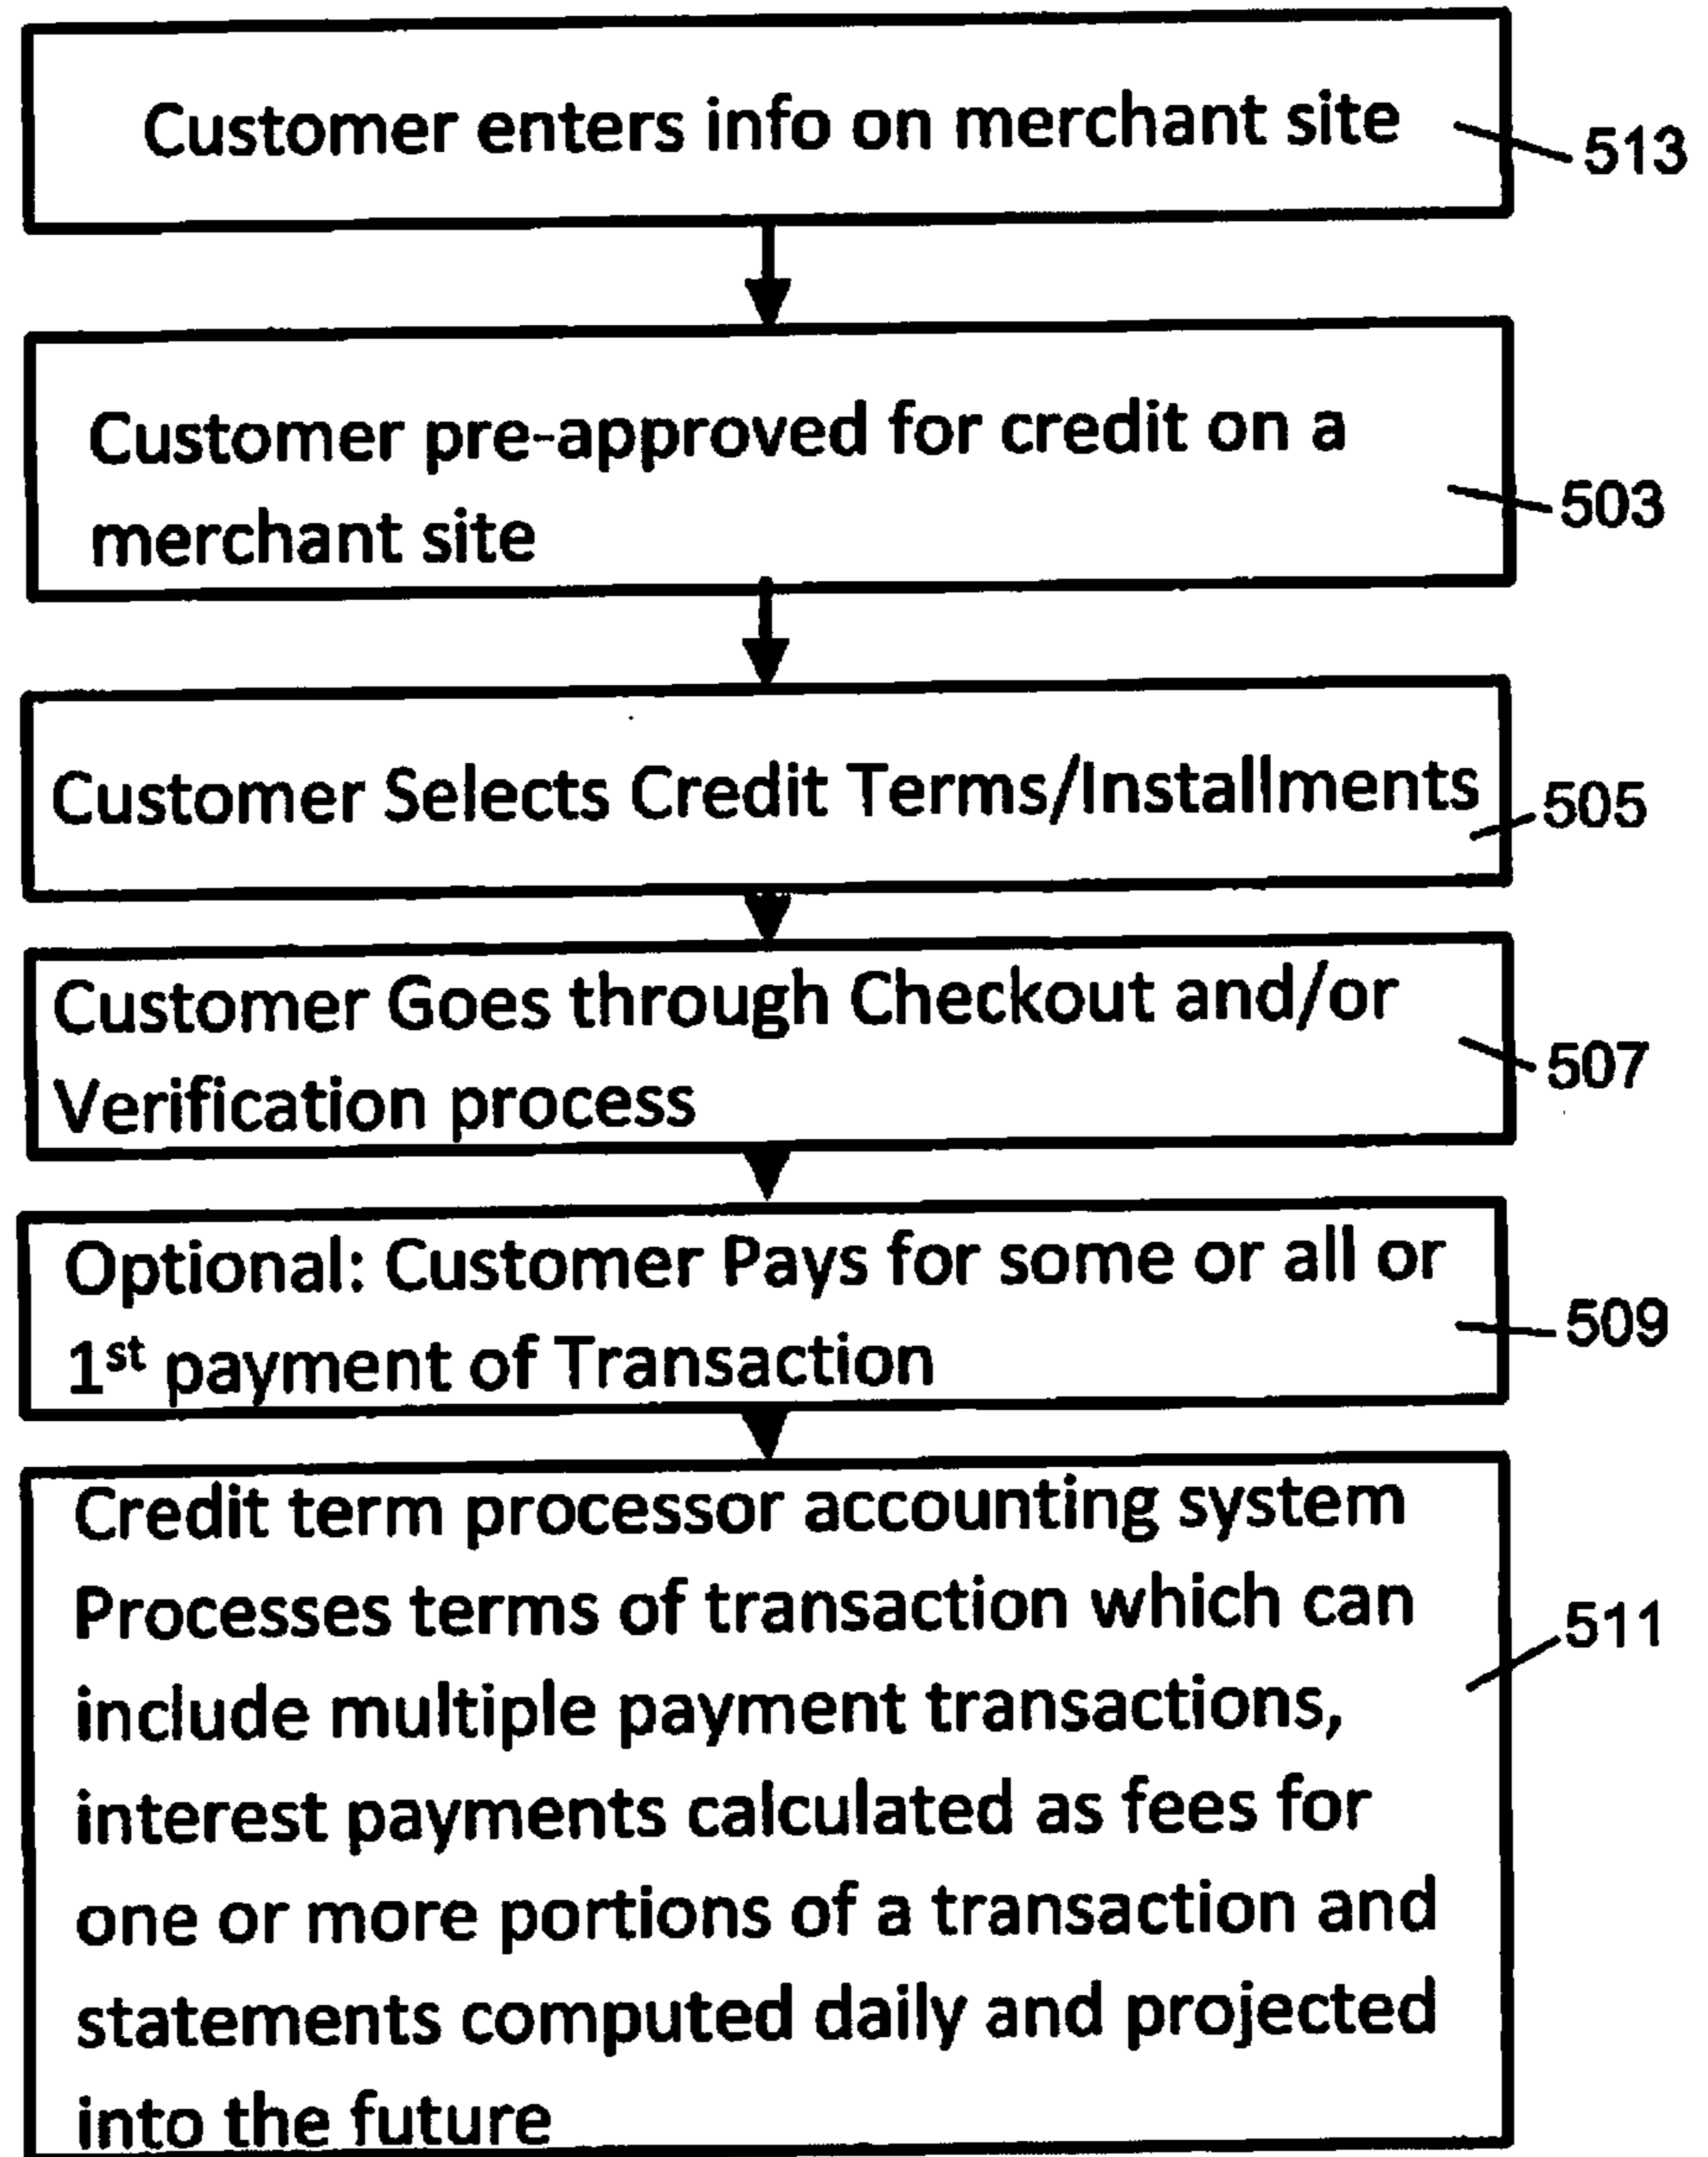 Customer enters info on merchant site
513
Customer pre-approved for credit on a
merchant site
503
Customer Selects Credit Terms/Installments
505
Customer Goes through Checkout and/or
Verification process
507
Optional: Customer Pays for some or all or
1st payment of Transaction
509
Credit term processor accounting system
Processes terms of transaction which can
include multiple payment transactions,
interest payments calculated as fees for
one or more portions of a transaction and
statements computed daily and projected
into the future
511